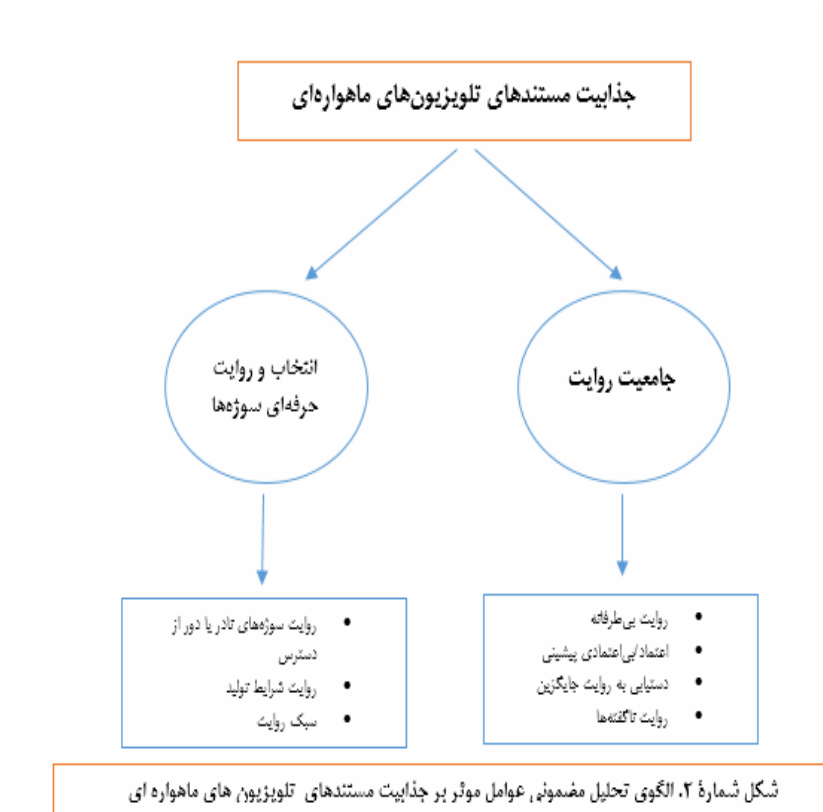 جذابیت مستندهای تلویزیون‌های ماهواره‌ای
جامعیت روایت
انتخاب و روایت
حرفه‌ای سوژه‌ها
• روایت بی‌طرفانه
• اعتماد/بی‌اعتمادی پیشینی
• دستیابی به روایت جایگزین
• روایت ناگفته‌ها
• روایت سوژه‌های نادر یا دور از
دسترس
• روایت شرایط تولید
• سبک روایت
شکل شمارهٔ ۲. الگوی تحلیل مضمونی عوامل موثر بر جذابیت مستندهای تلویزیون های ماهواره ای